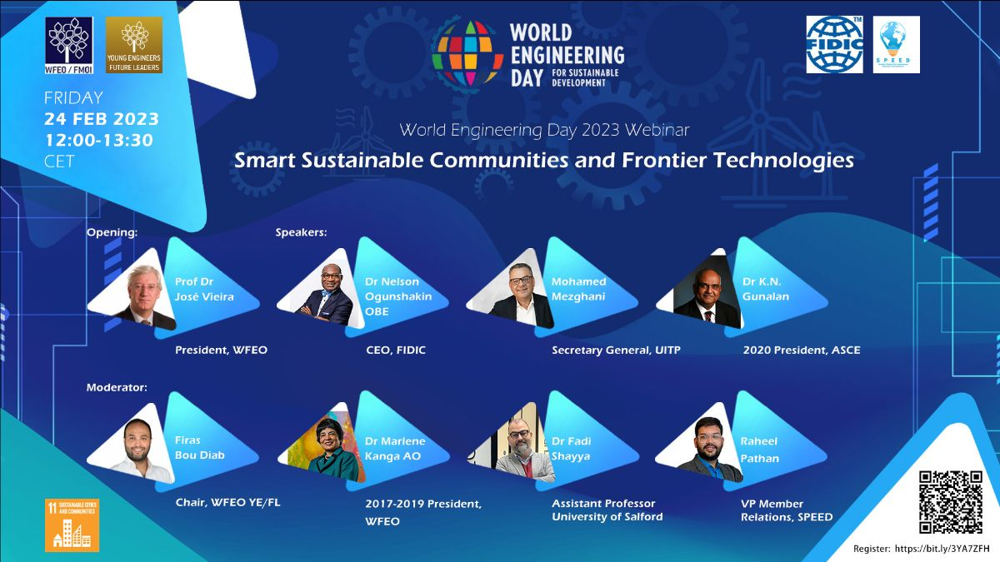 WFEO / FMOI
YOUNG ENGINEERS
FUTURE LEADERS
FRIDAY
24 FEB 2023
12:00-13:30
CET
WORLD
ENGINEERING
DAY FOR SUSTAINABLE
DEVELOPMENT
FIDIC
TM
SPEED
World Engineering Day 2023 Webinar
Smart Sustainable Communities and Frontier Technologies
Opening:
Prof Dr
José Vieira
President, WFEO
Speakers:
Dr Nelson
Ogunshakin
OBE
CEO, FIDIC
Mohamed
Mezghani
Secretary General, UITP
Dr K.N.
Gunalan
2020 President, ASCE
Moderator:
Firas
Bou Diab
Chair, WFEO YE/FL
Dr Marlene
Kanga AO
2017-2019 President,
WFEO
Dr Fadi
Shayya
Assistant Professor
University of Salford
Raheel
Pathan
VP Member
Relations, SPEED
11 SUSTAINABLE CITIES
AND COMMUNITIES
Register: https://bit.ly/3YA7ZFH